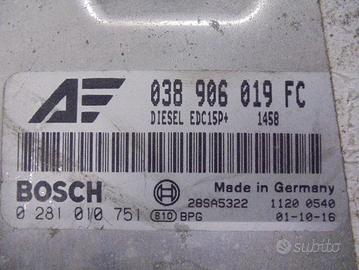 AE 038 906 019 FC
DIESEL EDC15P+ 1458
BOSCH Made in Germany
28SA5322 1120 0540
0 281 010 751 B10 BPG 01-10-16
subito